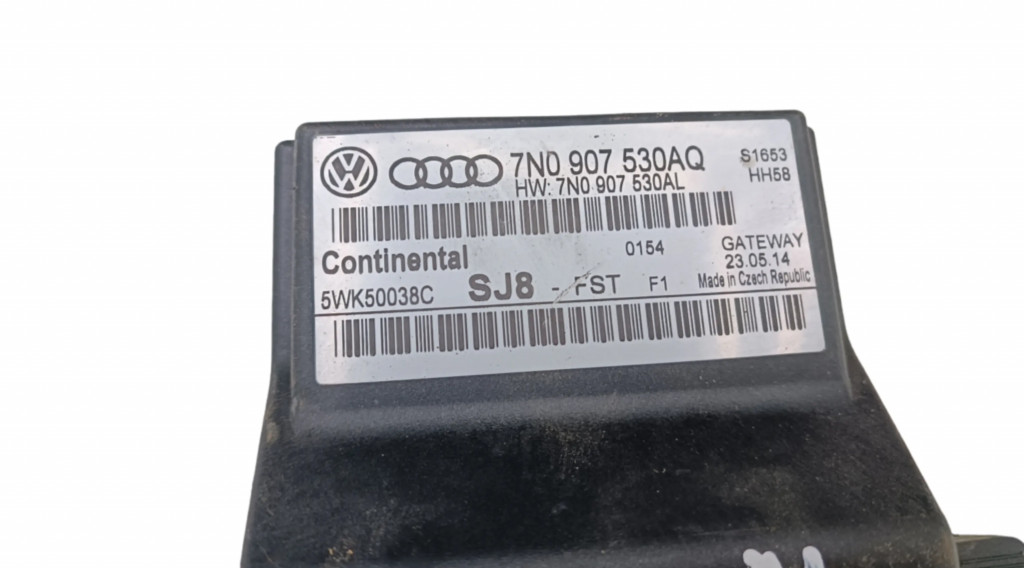 7N0 907 530AQ S1653
HW: 7N0 907 530AL HH58
Continental 0154 GATEWAY
23.05.14
5WK50038C SJ8 - FST F1 Made in Czech Republic